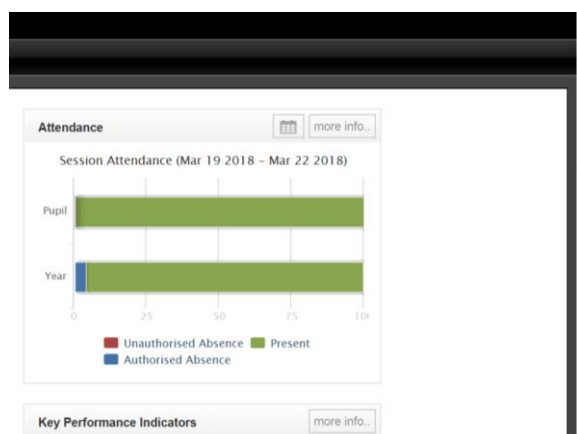 Attendance
more info..
Session Attendance (Mar 19 2018 – Mar 22 2018)
Pupil
Year
0 25 50 75 10
Unauthorised Absence Present
Authorised Absence
Key Performance Indicators
more info..